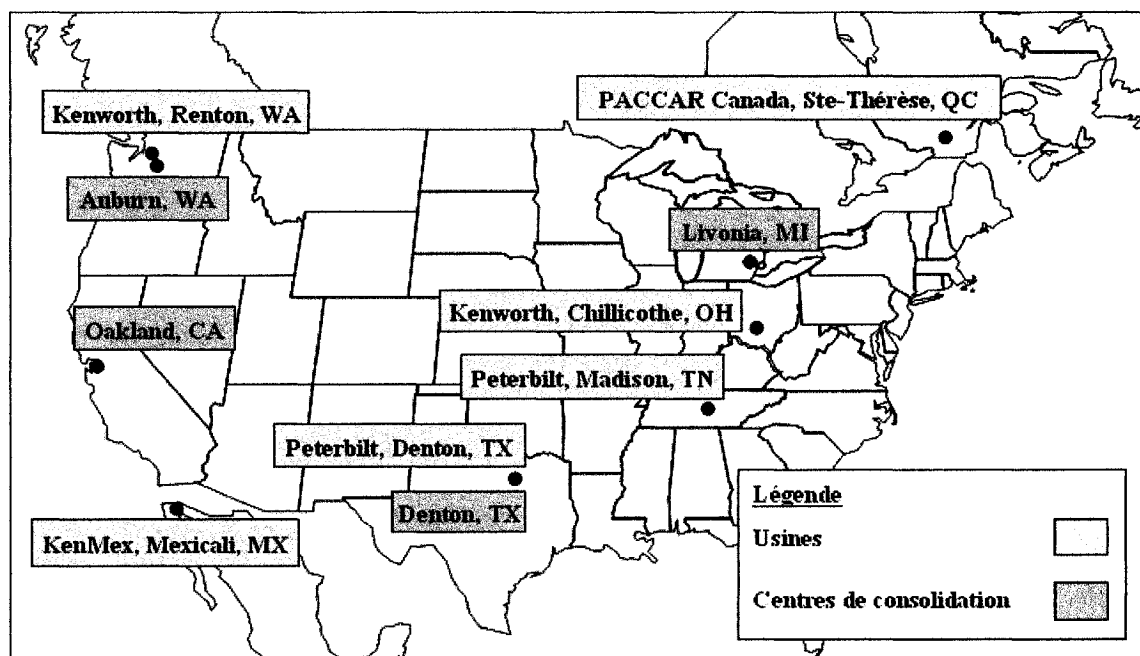 PACCAR Canada, Ste-Thérèse, QC
Kenworth, Renton, WA
Auburn, WA
Livonia, MI
Kenworth, Chillicothe, OH
Oakland, CA
Peterbilt, Madison, TN
Peterbilt, Denton, TX
Denton, TX
KenMex, Mexicali, MX
Légende
Usines
Centres de consolidation